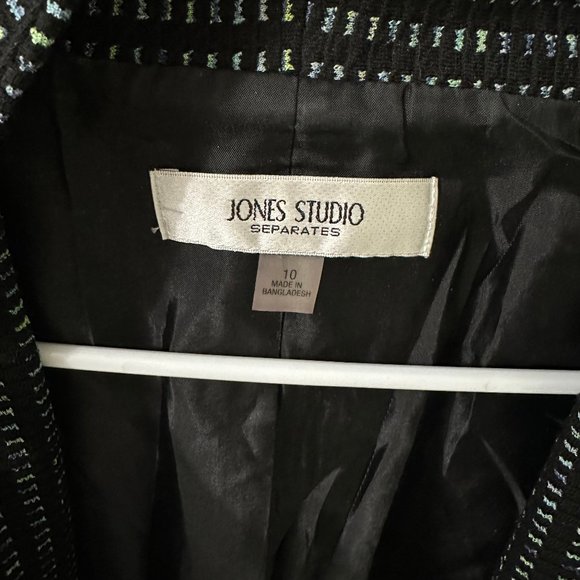 JONES STUDIO
SEPARATES
10
MADE IN
BANGLADESH